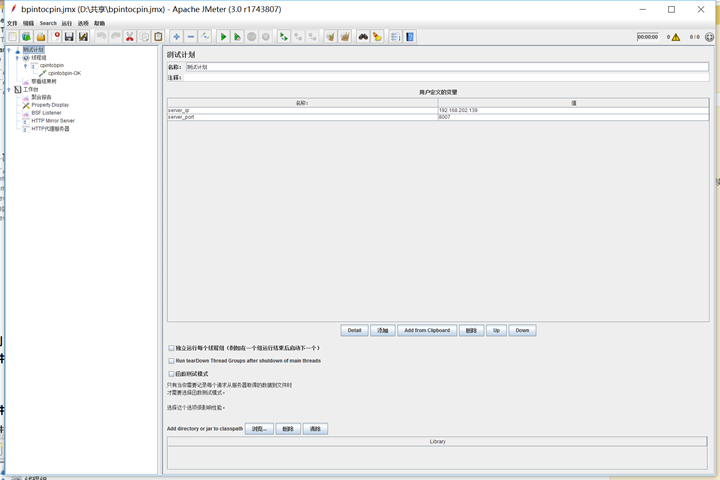 bpintocpin.jmx (D:\共享\bpintocpin.jmx) - Apache JMeter (3.0 r1743807)
文件 编辑 Search 运行 选项 帮助
00:00:00 0 0 / 0
测试计划
线程组
cpintobpin
cpintobpin-OK
察看结果树
工作台
聚合报告
Property Display
BSF Listener
HTTP Mirror Server
HTTP代理服务器
测试计划
名称: 测试计划
注释:
用户定义的变量
名称: 值
server_ip 192.168.202.139
server_port 8007
Detail 添加 Add from Clipboard 删除 Up Down
独立运行每个线程组（例如在一个组运行结束后启动下一个）
Run tearDown Thread Groups after shutdown of main threads
函数测试模式
只有当你需要记录每个请求从服务器取得的数据到文件时
才需要选择函数测试模式。
选择这个选项很影响性能。
Add directory or jar to classpath 浏览... 删除 清除
Library
线程组